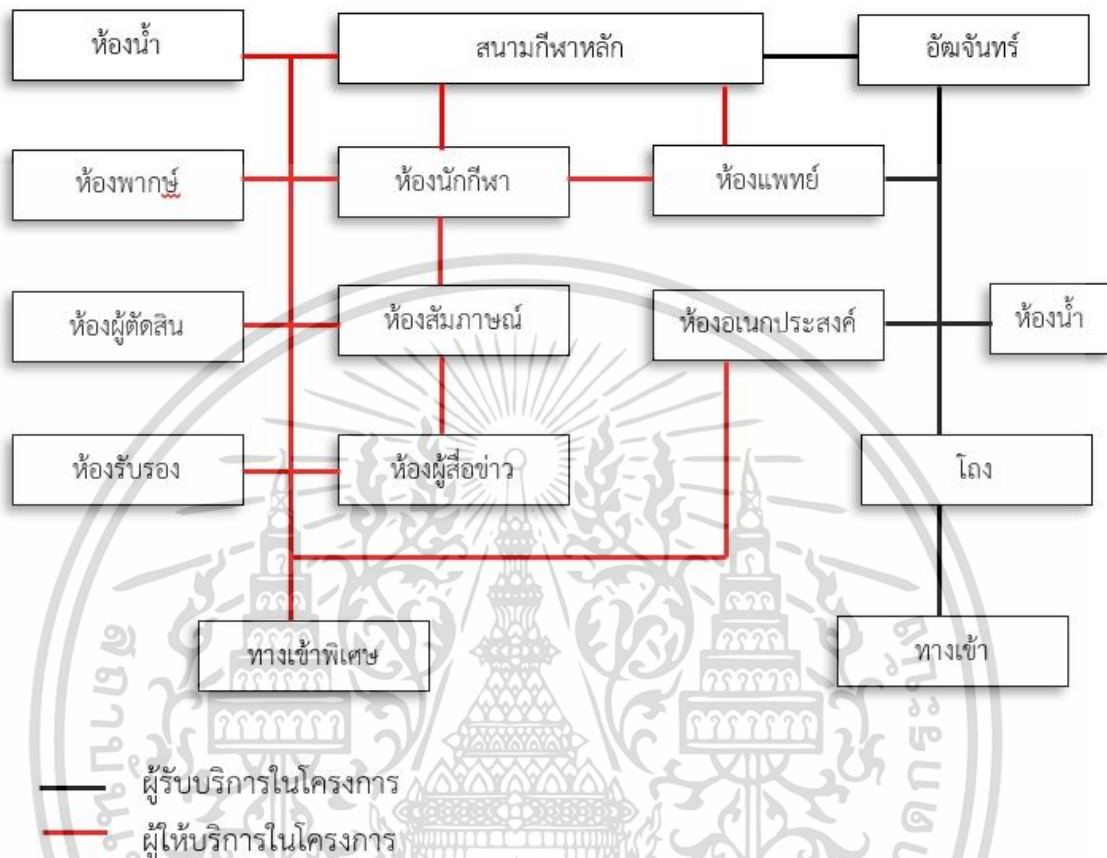 ห้องน้ำ
สนามกีฬาหลัก
อัฒจันทร์
ห้องพากษ์
ห้องนักกีฬา
ห้องแพทย์
ห้องผู้ตัดสิน
ห้องสัมภาษณ์
ห้องอเนกประสงค์
ห้องน้ำ
ห้องรับรอง
ห้องผู้สื่อข่าว
โถง
ทางเข้าพิเศษ
ทางเข้า
ผู้รับบริการในโครงการ
ผู้ให้บริการในโครงการ